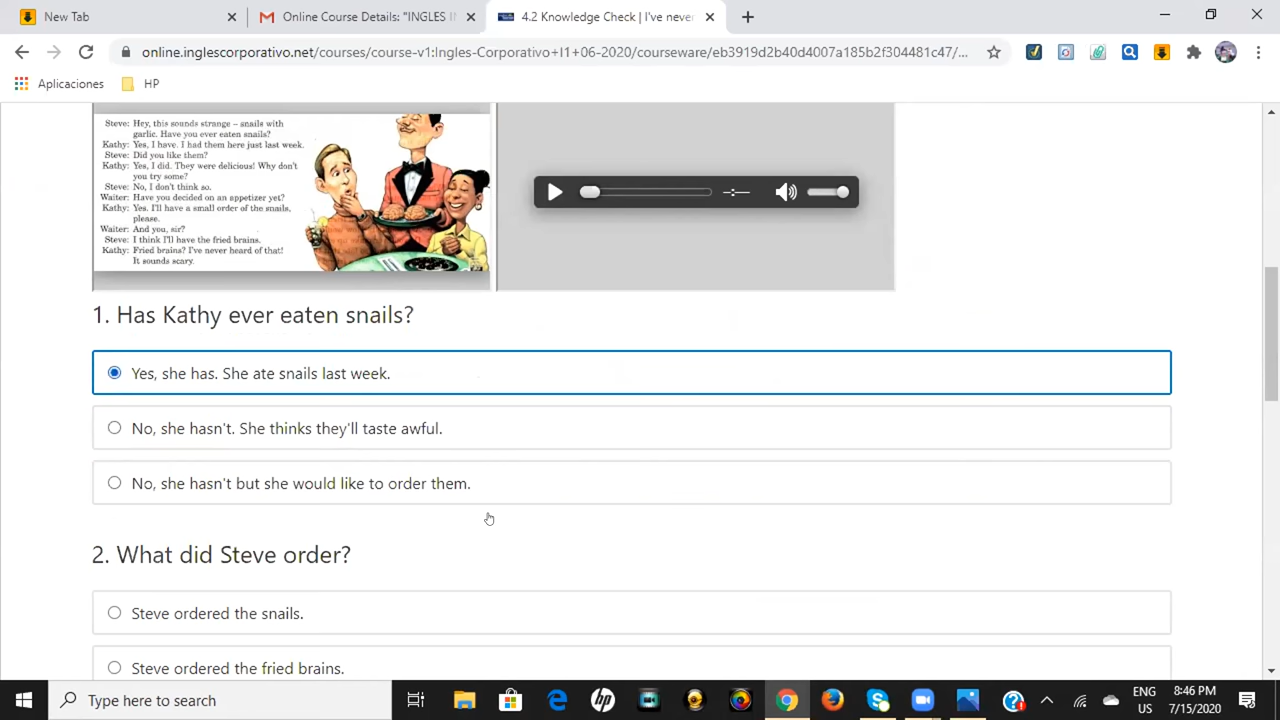 New Tab
Online Course Details: "INGLES I
4.2 Knowledge Check | I've never
online.inglescorporativo.net/courses/course-v1:Ingles-Corporativo+I1+06-2020/courseware/eb3919d2b40d4007a185b2f304481c47/...
Aplicaciones
HP
Steve: Hey, this sounds strange – snails with
garlic. Have you ever eaten snails?
Kathy: Yes, I have. I had them here just last week.
Steve: Did you like them?
Kathy: Yes, I did. They were delicious! Why don't
you try some?
Steve: No, I don't think so.
Waiter: Have you decided on an appetizer yet?
Kathy: Yes. I'll have a small order of the snails,
please.
Waiter: And you, sir?
Steve: I think I'll have the fried brains.
Kathy: Fried brains? I've never heard of that!
It sounds scary.
1. Has Kathy ever eaten snails?
Yes, she has. She ate snails last week.
No, she hasn't. She thinks they'll taste awful.
No, she hasn't but she would like to order them.
2. What did Steve order?
Steve ordered the snails.
Steve ordered the fried brains.
Type here to search
hp
ENG
US
8:46 PM
7/15/2020